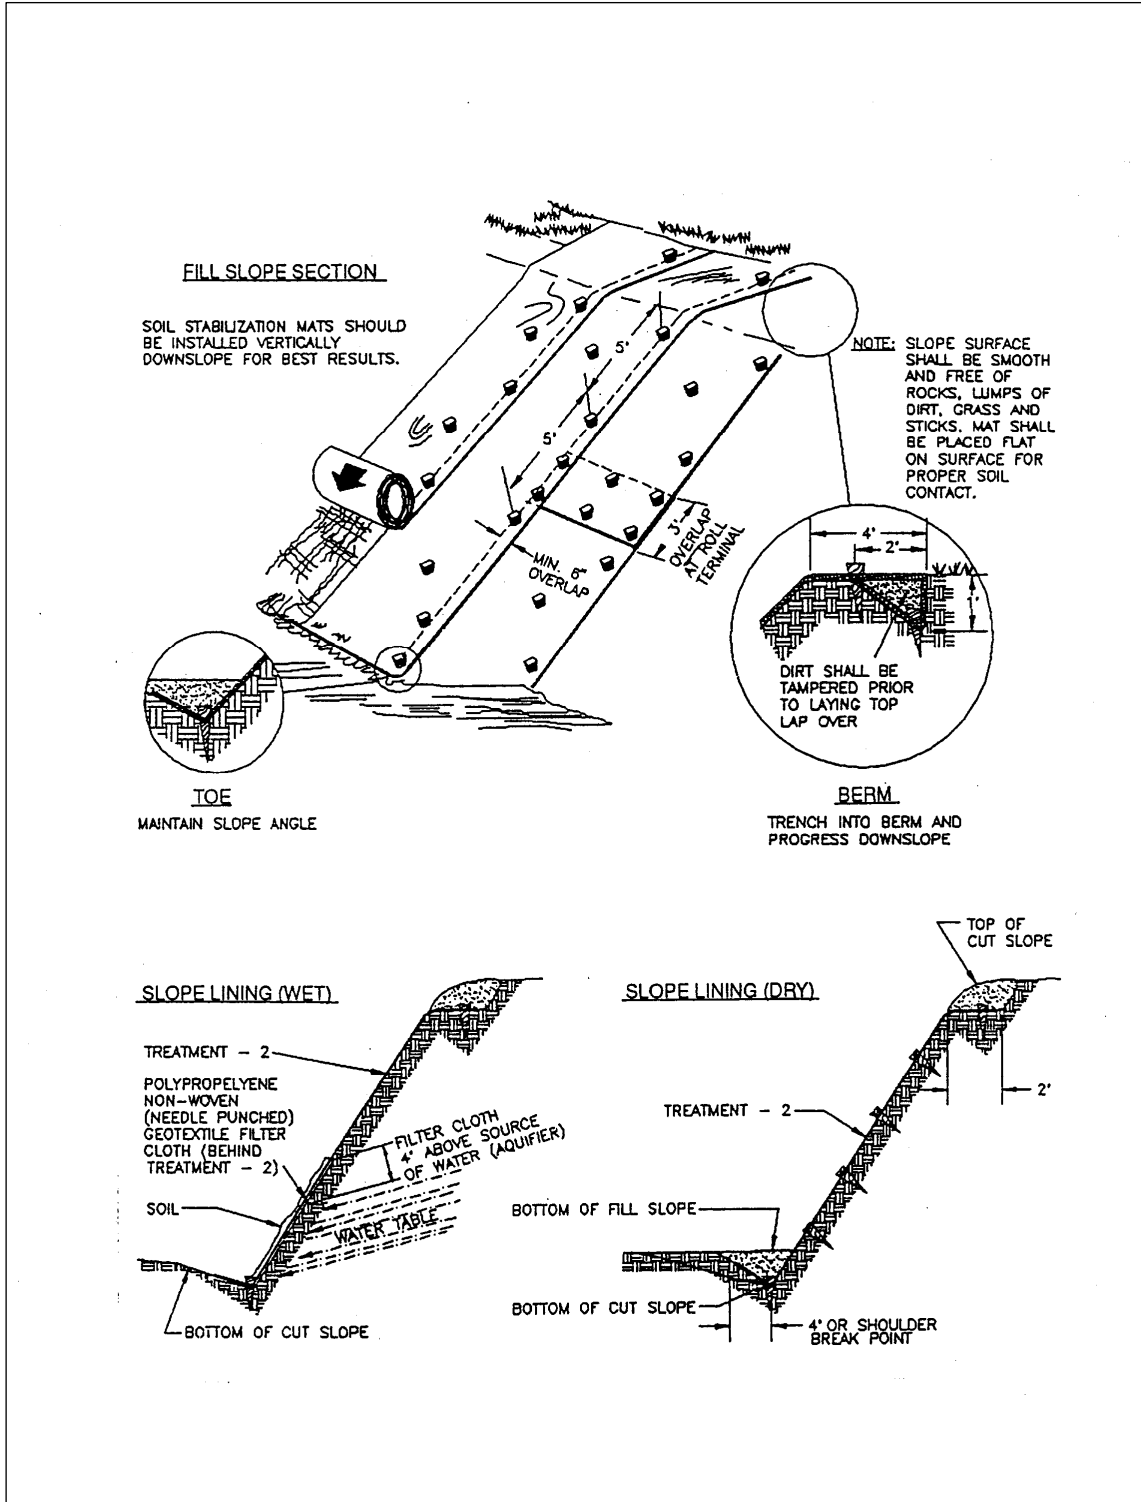 FILL SLOPE SECTION
SOIL STABILIZATION MATS SHOULD
BE INSTALLED VERTICALLY
DOWNSLOPE FOR BEST RESULTS.
5'
5'
MIN. 6"
OVERLAP
3'
OVERLAP
AT ROLL
TERMINAL
NOTE: SLOPE SURFACE
SHALL BE SMOOTH
AND FREE OF
ROCKS, LUMPS OF
DIRT, GRASS AND
STICKS. MAT SHALL
BE PLACED FLAT
ON SURFACE FOR
PROPER SOIL
CONTACT.
4'
2'
1'
DIRT SHALL BE
TAMPERED PRIOR
TO LAYING TOP
LAP OVER
TOE
MAINTAIN SLOPE ANGLE
BERM
TRENCH INTO BERM AND
PROGRESS DOWNSLOPE
SLOPE LINING (WET)
TREATMENT - 2
POLYPROPELYENE
NON-WOVEN
(NEEDLE PUNCHED)
GEOTEXTILE FILTER
CLOTH (BEHIND
TREATMENT - 2)
SOIL
FILTER CLOTH
4' ABOVE SOURCE
OF WATER (AQUIFIER)
WATER TABLE
BOTTOM OF CUT SLOPE
SLOPE LINING (DRY)
TOP OF
CUT SLOPE
2'
TREATMENT - 2
BOTTOM OF FILL SLOPE
BOTTOM OF CUT SLOPE
4' OR SHOULDER
BREAK POINT